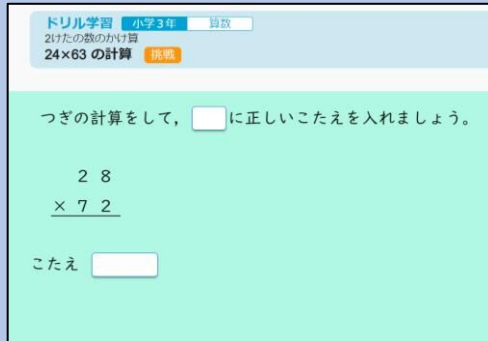 ドリル学習 小学3年 算数
2けたの数のかけ算
24×63 の計算 挑戦
つぎの計算をして, に正しいこたえを入れましょう。
2 8
× 7 2
こたえ